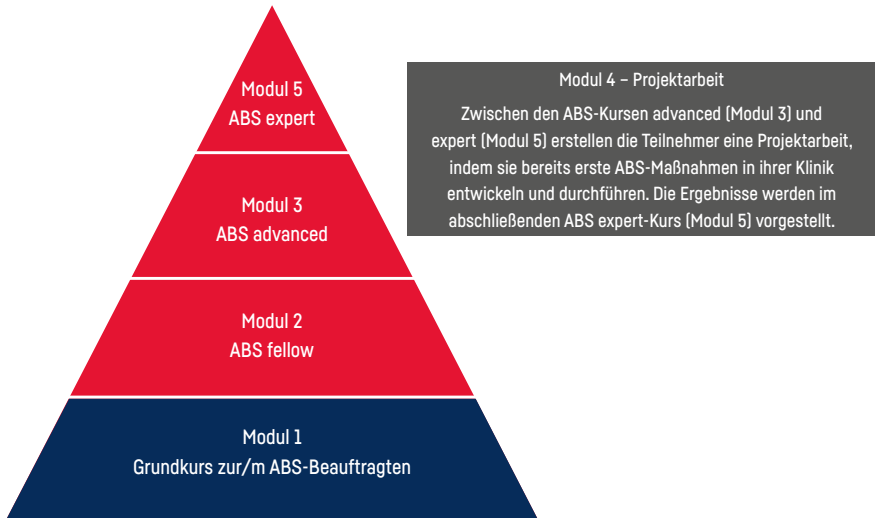 Modul 5
ABS expert
Modul 3
ABS advanced
Modul 2
ABS fellow
Modul 1
Grundkurs zur/m ABS-Beauftragten
Modul 4 – Projektarbeit
Zwischen den ABS-Kursen advanced (Modul 3) und
expert (Modul 5) erstellen die Teilnehmer eine Projektarbeit,
indem sie bereits erste ABS-Maßnahmen in ihrer Klinik
entwickeln und durchführen. Die Ergebnisse werden im
abschließenden ABS expert-Kurs (Modul 5) vorgestellt.